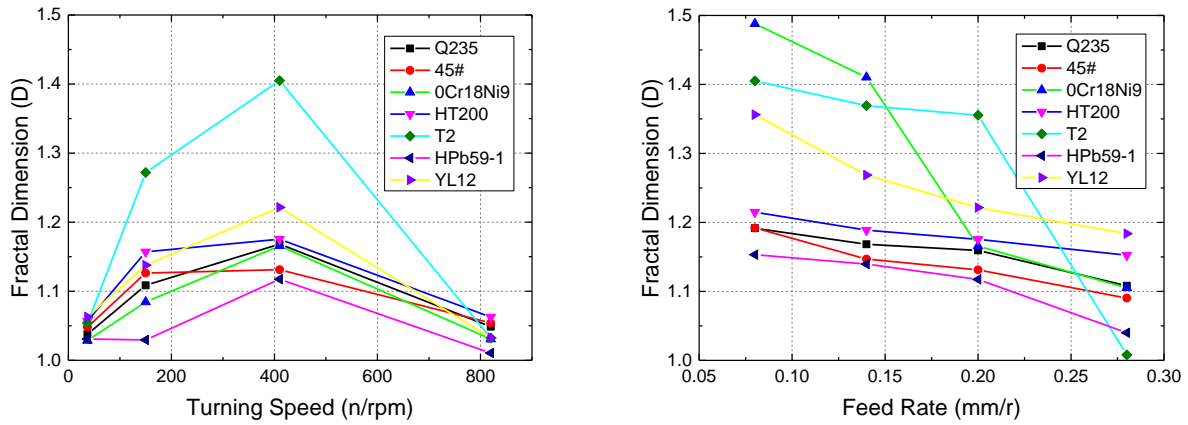 1.5
1.4
1.3
1.2
1.1
1.0
Fractal Dimension (D)
Q235
45#
0Cr18Ni9
HT200
T2
HPb59-1
YL12
0 200 400 600 800
Turning Speed (n/rpm)
1.5
1.4
1.3
1.2
1.1
1.0
Fractal Dimension (D)
Q235
45#
0Cr18Ni9
HT200
T2
HPb59-1
YL12
0.05 0.10 0.15 0.20 0.25 0.30
Feed Rate (mm/r)